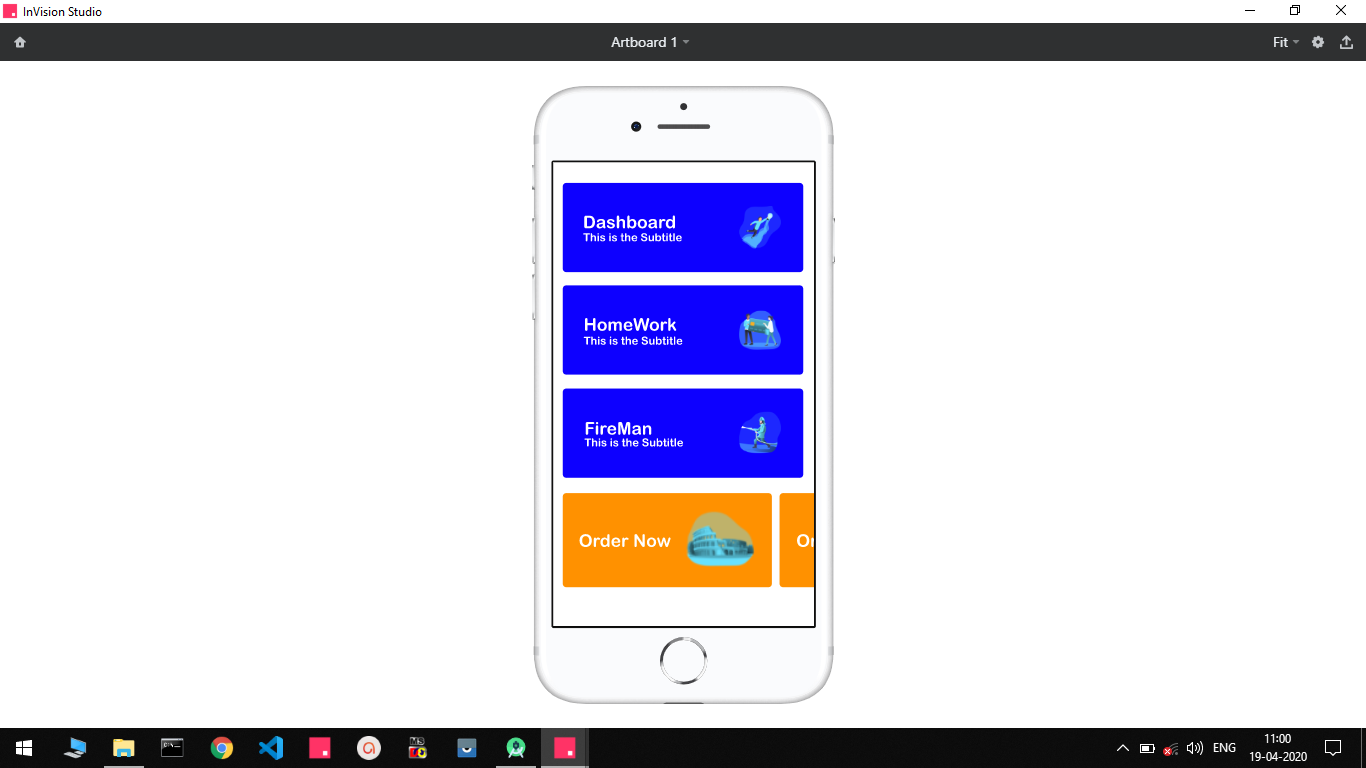 InVision Studio
Artboard 1
Fit
Dashboard
This is the Subtitle
HomeWork
This is the Subtitle
FireMan
This is the Subtitle
Order Now
Or
ENG
11:00
19-04-2020